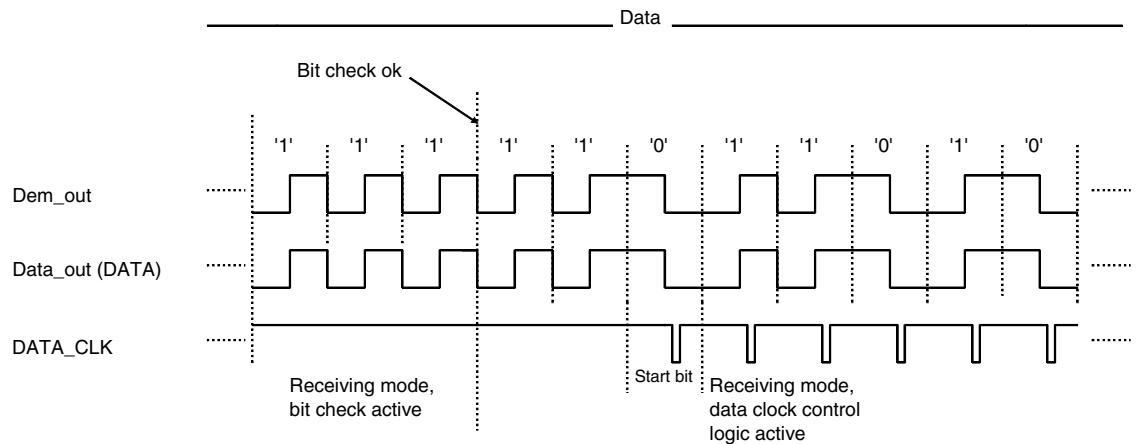 Data
Bit check ok
'1' '1' '1' '1' '1' '0' '1' '1' '0' '1' '0'
Dem_out
Data_out (DATA)
DATA_CLK
Start bit
Receiving mode,
bit check active
Receiving mode,
data clock control
logic active